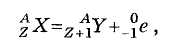 $^{A}_{Z}X = ^{A}_{Z+1}Y + ^{0}_{-1}e$ ,